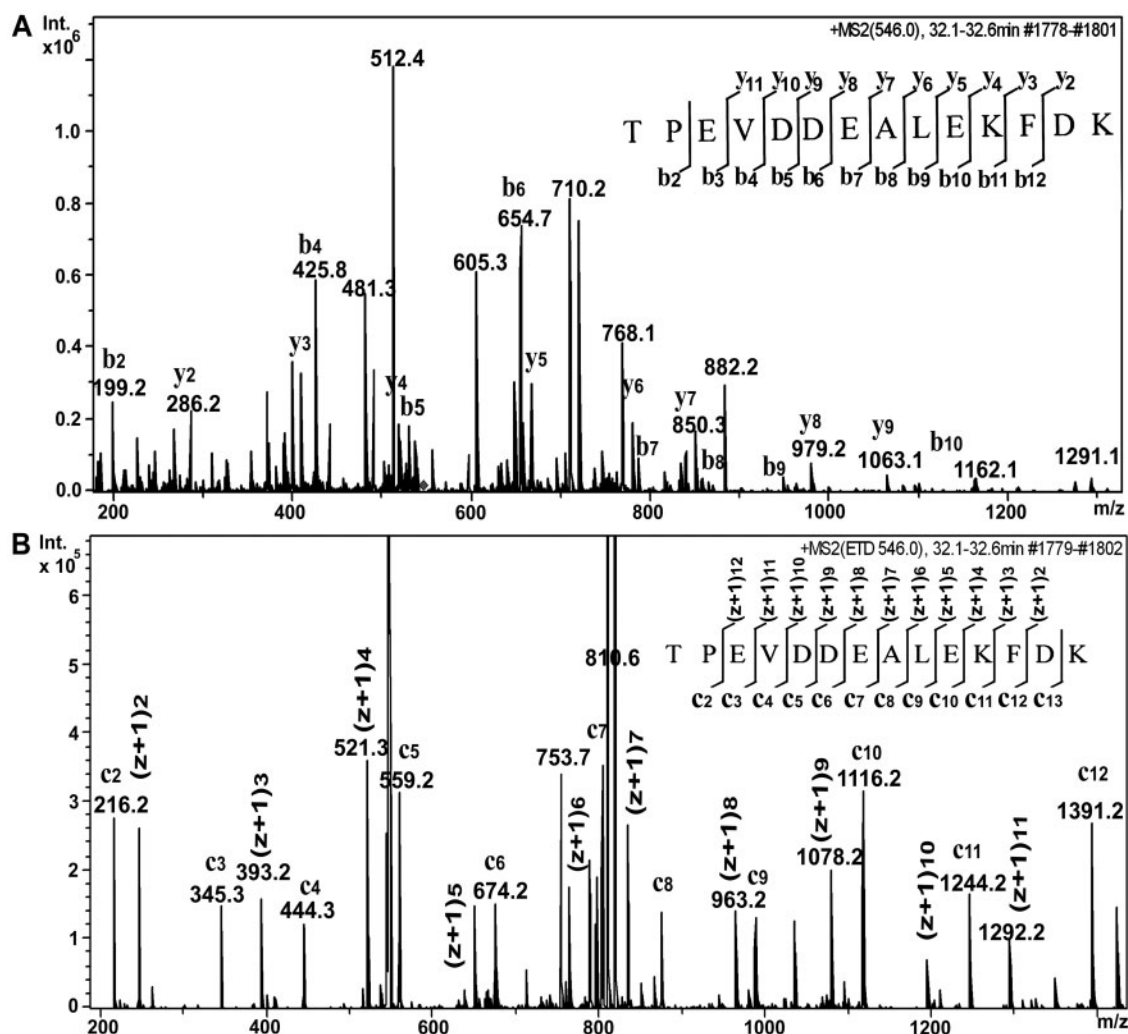 A
Int.
x10⁶
+MS2(546.0), 32.1-32.6min #1778-#1801
y11 y10 y9 y8 y7 y6 y5 y4 y3 y2
T P E V D D E A L E K F D K
b2 b3 b4 b5 b6 b7 b8 b9 b10 b11 b12
512.4
b6
654.7
710.2
b4
425.8
481.3
605.3
768.1
882.2
b2
199.2
y2
286.2
y3
y4
b5
y5
y6
b7
y7
850.3
b8
b9
y8
979.2
y9
1063.1
b10
1162.1
1291.1
1.0
0.8
0.6
0.4
0.2
0.0
200 400 600 800 1000 1200 m/z
B
Int.
x 10⁵
+MS2(ETD 546.0), 32.1-32.6min #1779-#1802
(z+1)12 (z+1)11 (z+1)10 (z+1)9 (z+1)8 (z+1)7 (z+1)6 (z+1)5 (z+1)4 (z+1)3 (z+1)2
T P E V D D E A L E K F D K
c2 c3 c4 c5 c6 c7 c8 c9 c10 c11 c12 c13
810.6
c2
216.2
(z+1)2
c3
345.3
(z+1)3
393.2
c4
444.3
(z+1)4
521.3
c5
559.2
(z+1)5
c6
674.2
753.7
(z+1)6
c7
(z+1)7
c8
(z+1)8
963.2
c9
(z+1)9
1078.2
c10
1116.2
(z+1)10
c11
1244.2
(z+1)11
1292.2
c12
1391.2
6
5
4
3
2
1
0
200 400 600 800 1000 1200 m/z